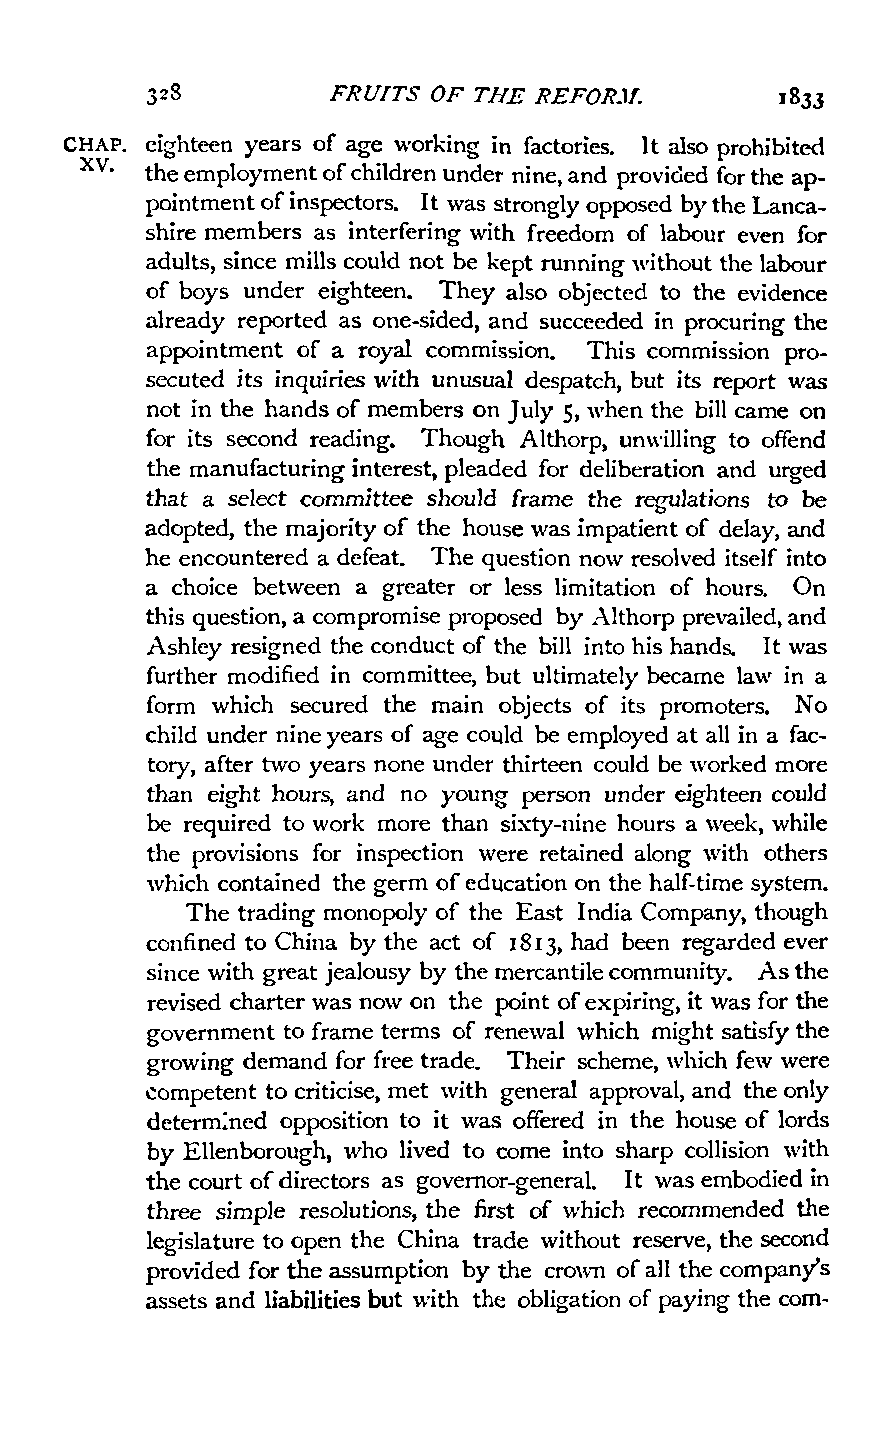 328 FRUITS OF THE REFORM. 1833
CHAP. eighteen years of age working in factories. It also prohibited
XV. the employment of children under nine, and provided for the ap-
pointment of inspectors. It was strongly opposed by the Lanca-
shire members as interfering with freedom of labour even for
adults, since mills could not be kept running without the labour
of boys under eighteen. They also objected to the evidence
already reported as one-sided, and succeeded in procuring the
appointment of a royal commission. This commission pro-
secuted its inquiries with unusual despatch, but its report was
not in the hands of members on July 5, when the bill came on
for its second reading. Though Althorp, unwilling to offend
the manufacturing interest, pleaded for deliberation and urged
that a select committee should frame the regulations to be
adopted, the majority of the house was impatient of delay, and
he encountered a defeat. The question now resolved itself into
a choice between a greater or less limitation of hours. On
this question, a compromise proposed by Althorp prevailed, and
Ashley resigned the conduct of the bill into his hands. It was
further modified in committee, but ultimately became law in a
form which secured the main objects of its promoters. No
child under nine years of age could be employed at all in a fac-
tory, after two years none under thirteen could be worked more
than eight hours, and no young person under eighteen could
be required to work more than sixty-nine hours a week, while
the provisions for inspection were retained along with others
which contained the germ of education on the half-time system.
The trading monopoly of the East India Company, though
confined to China by the act of 1813, had been regarded ever
since with great jealousy by the mercantile community. As the
revised charter was now on the point of expiring, it was for the
government to frame terms of renewal which might satisfy the
growing demand for free trade. Their scheme, which few were
competent to criticise, met with general approval, and the only
determined opposition to it was offered in the house of lords
by Ellenborough, who lived to come into sharp collision with
the court of directors as governor-general. It was embodied in
three simple resolutions, the first of which recommended the
legislature to open the China trade without reserve, the second
provided for the assumption by the crown of all the company's
assets and liabilities but with the obligation of paying the com-